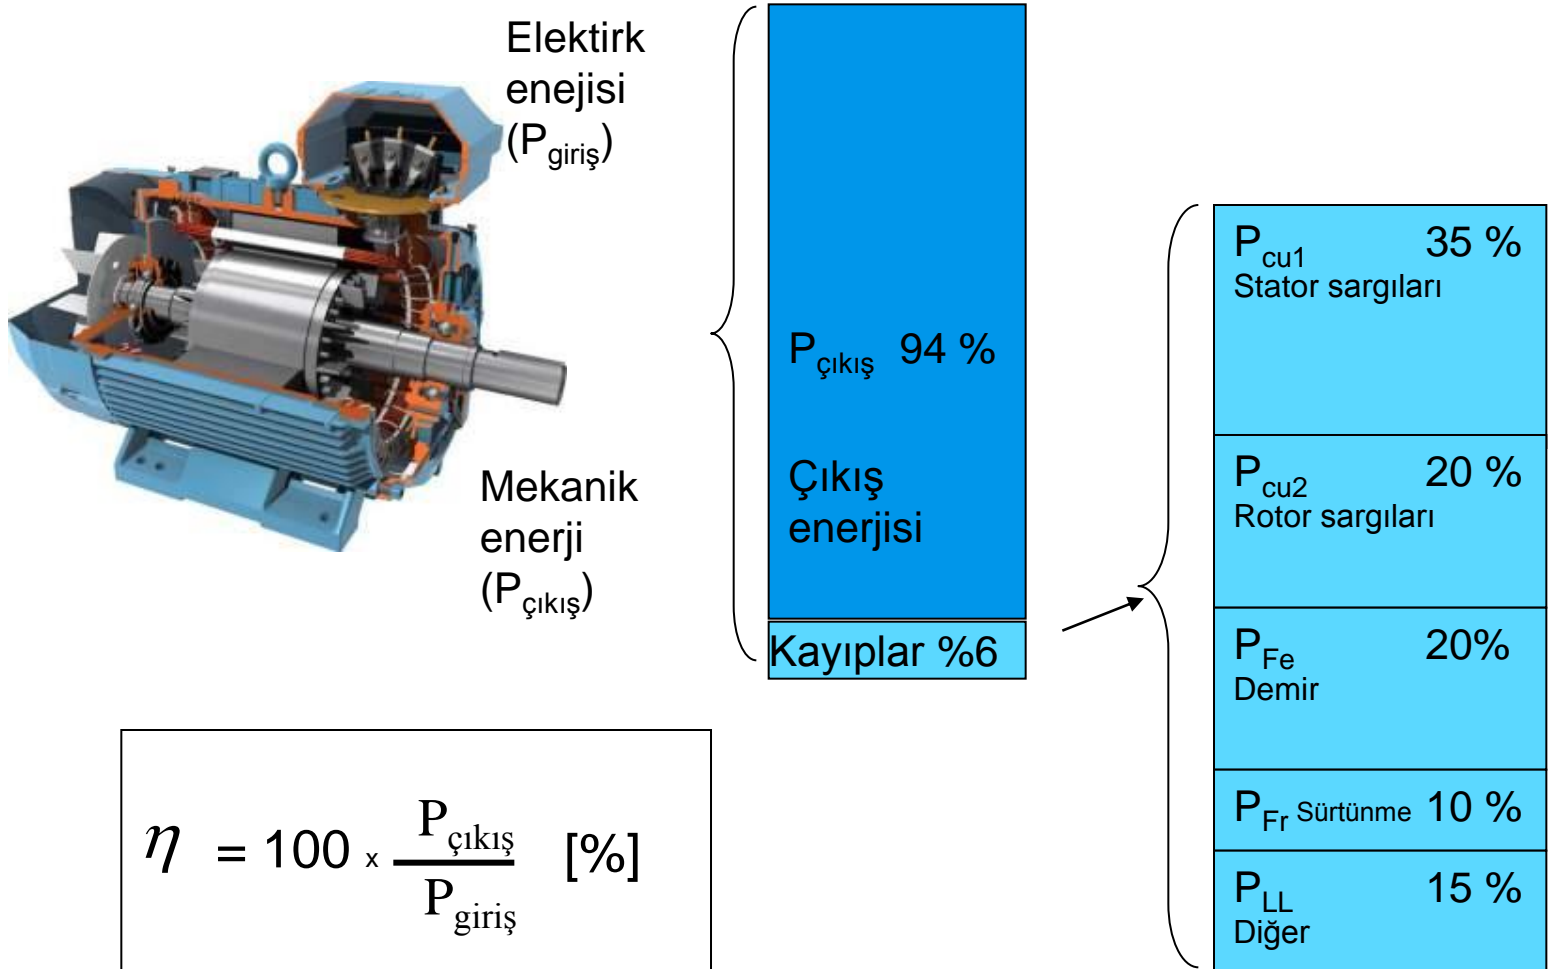 Elektirk
enejisi
(Pgiriş)
Mekanik
enerji
(Pçıkış)
Pçıkış 94 %
Çıkış
enerjisi
Kayıplar %6
Pcu1 35 %
Stator sargıları
Pcu2 20 %
Rotor sargıları
PFe 20%
Demir
PFr Sürtünme 10 %
PLL 15 %
Diğer
η = 100 x Pçıkış / Pgiriş [%]